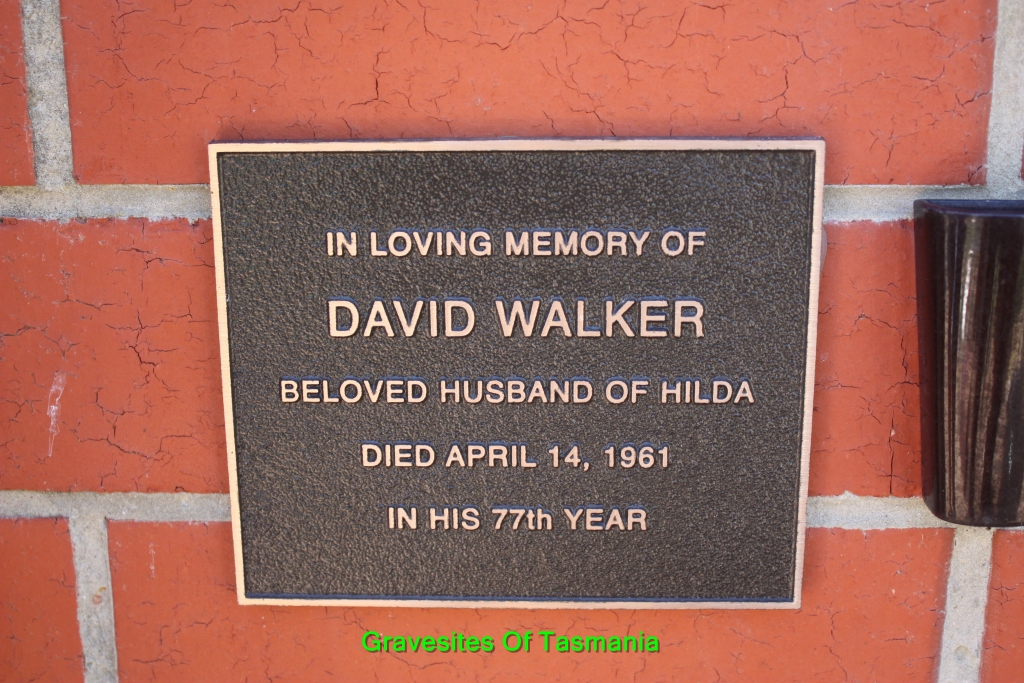 IN LOVING MEMORY OF
DAVID WALKER
BELOVED HUSBAND OF HILDA
DIED APRIL 14, 1961
IN HIS 77th YEAR
Gravesites Of Tasmania